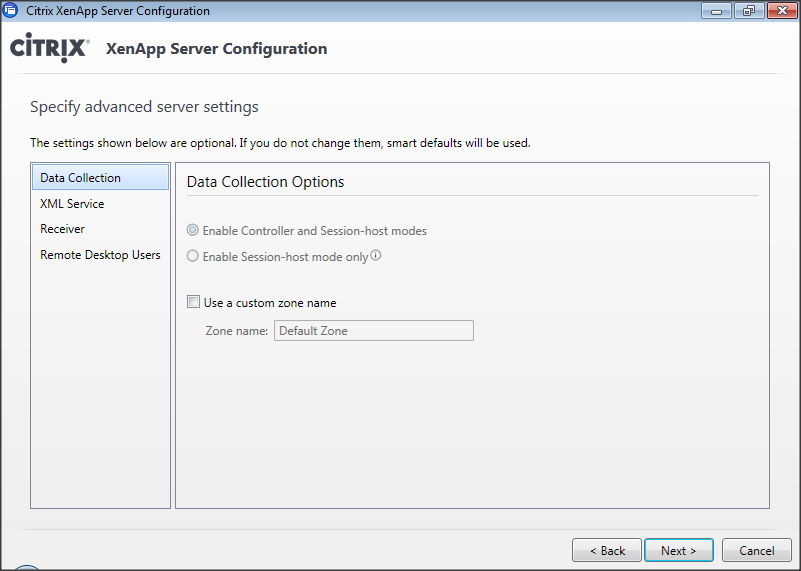 Citrix XenApp Server Configuration
CITRIX® XenApp Server Configuration
Specify advanced server settings
The settings shown below are optional. If you do not change them, smart defaults will be used.
Data Collection
XML Service
Receiver
Remote Desktop Users
Data Collection Options
Enable Controller and Session-host modes
Enable Session-host mode only
Use a custom zone name
Zone name: Default Zone
< Back Next > Cancel